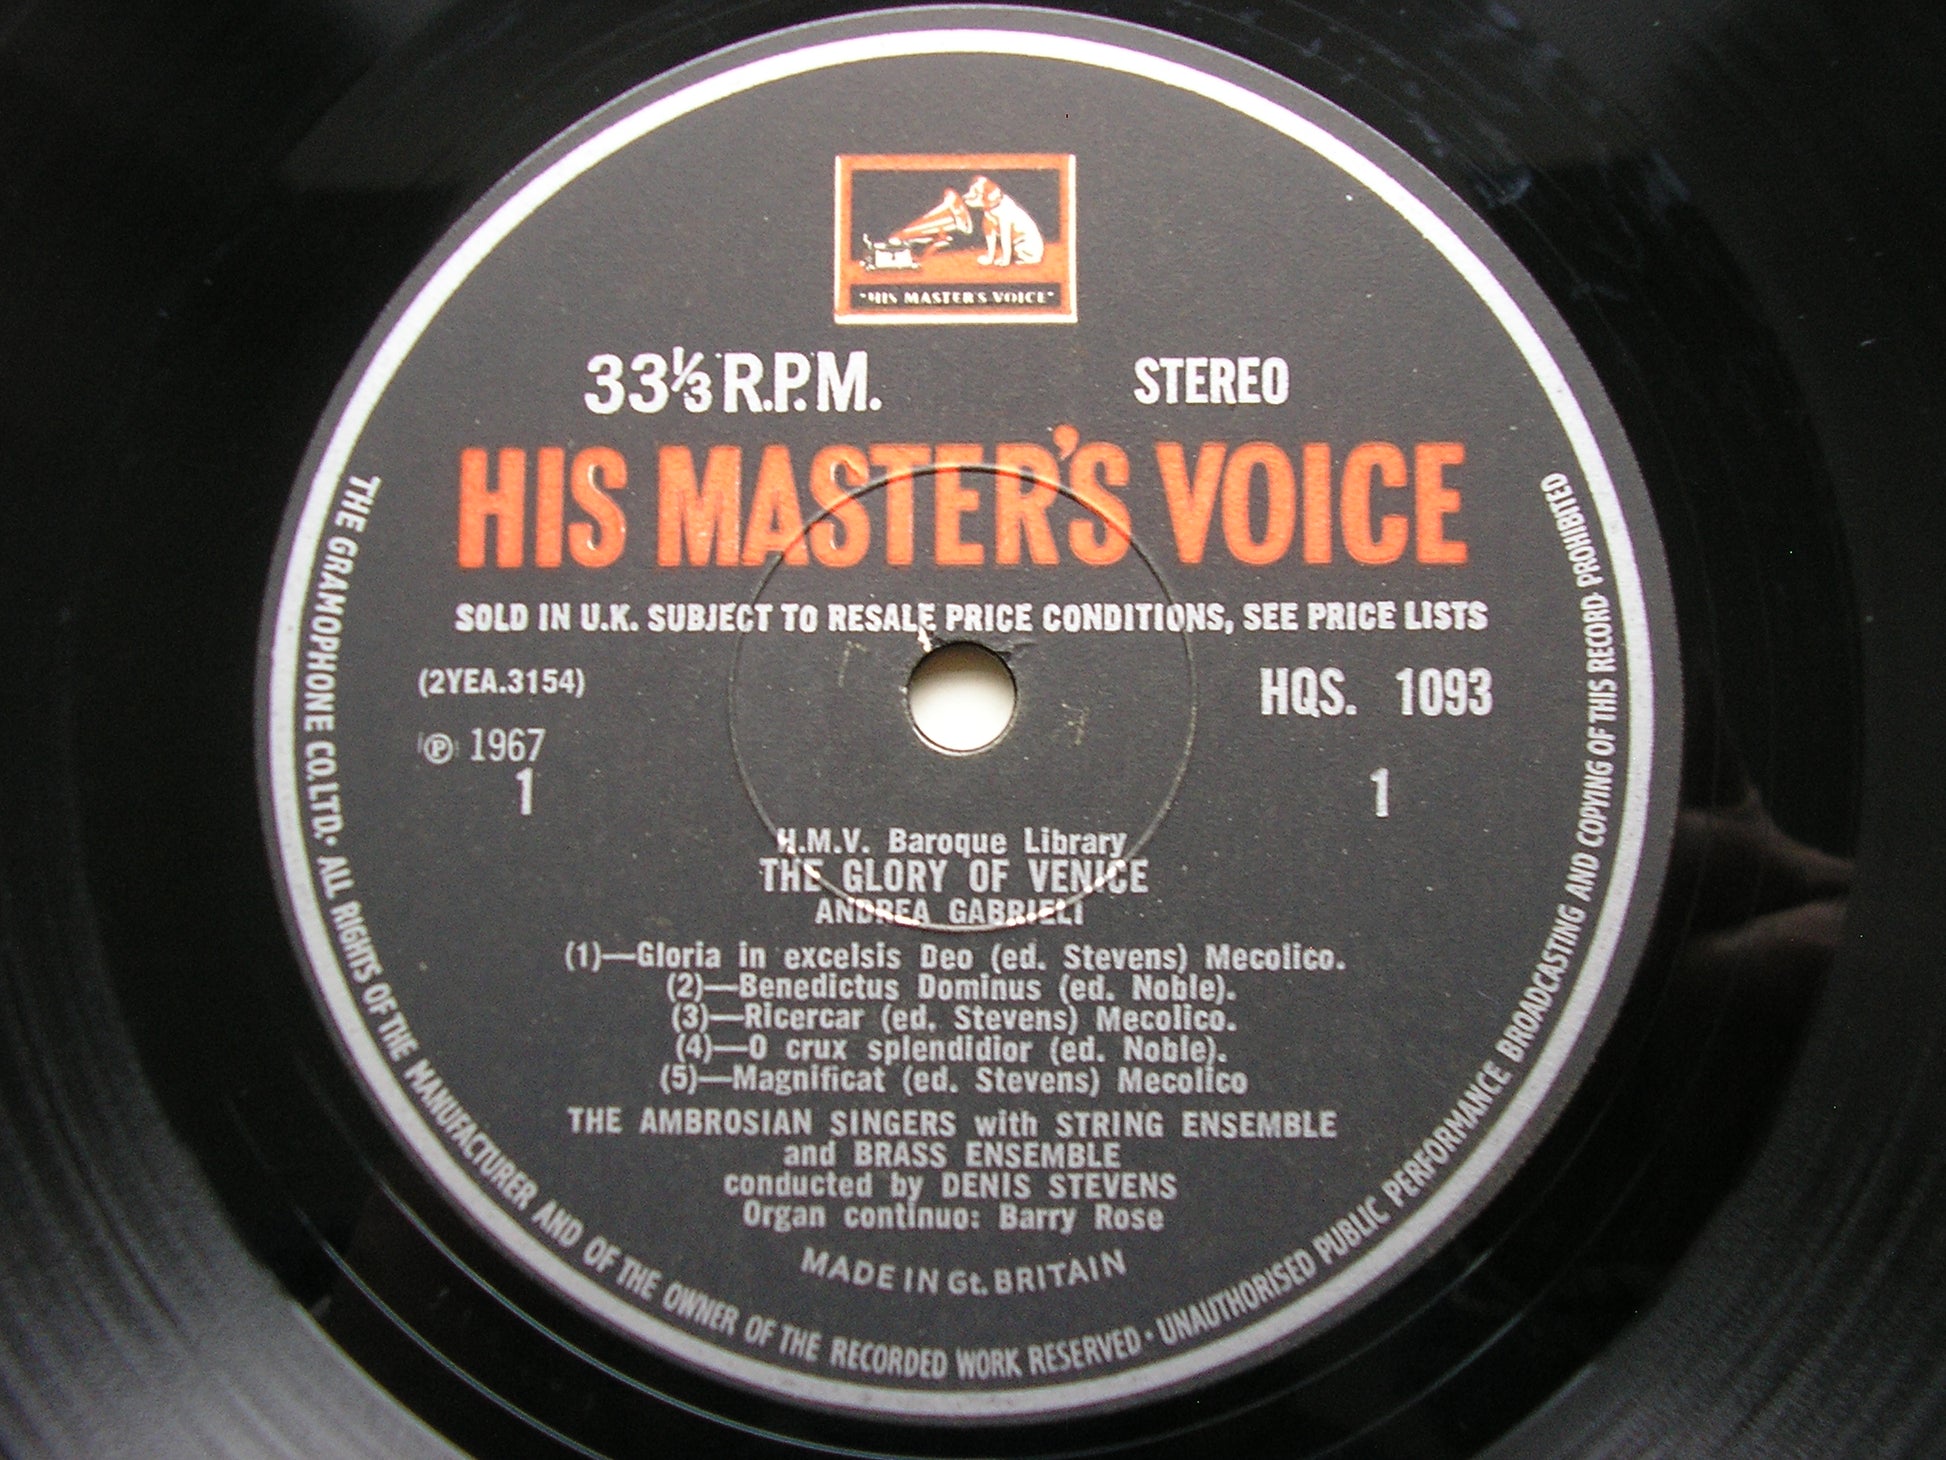 "HIS MASTER'S VOICE"
33⅓ R.P.M. STEREO
HIS MASTER'S VOICE
SOLD IN U.K. SUBJECT TO RESALE PRICE CONDITIONS, SEE PRICE LISTS
(2YEA.3154) HQS. 1093
℗ 1967
1 1
H.M.V. Baroque Library
THE GLORY OF VENICE
ANDREA GABRIELI
(1)—Gloria in excelsis Deo (ed. Stevens) Mecolico.
(2)—Benedictus Dominus (ed. Noble).
(3)—Ricercar (ed. Stevens) Mecolico.
(4)—O crux splendidior (ed. Noble).
(5)—Magnificat (ed. Stevens) Mecolico
THE AMBROSIAN SINGERS with STRING ENSEMBLE
and BRASS ENSEMBLE
conducted by DENIS STEVENS
Organ continuo: Barry Rose
MADE IN Gt. BRITAIN
THE GRAMOPHONE CO. LTD. • ALL RIGHTS OF THE MANUFACTURER AND OF THE OWNER OF THE RECORDED WORK RESERVED • UNAUTHORISED PUBLIC PERFORMANCE BROADCASTING AND COPYING OF THIS RECORD PROHIBITED